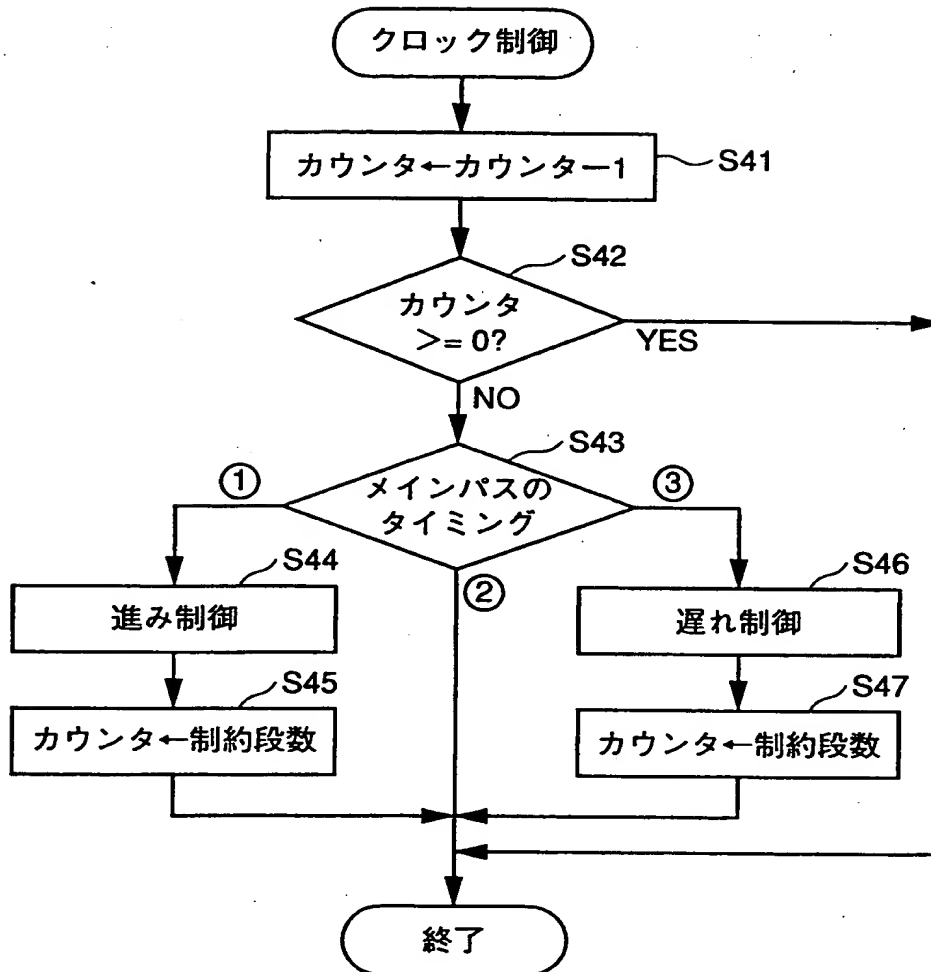 クロック制御
カウンタ←カウンター1
S41
S42
カウンタ
>= 0?
YES
NO
S43
①
メインパスの
タイミング
③
S44
進み制御
②
S46
遅れ制御
S45
カウンタ←制約段数
S47
カウンタ←制約段数
終了